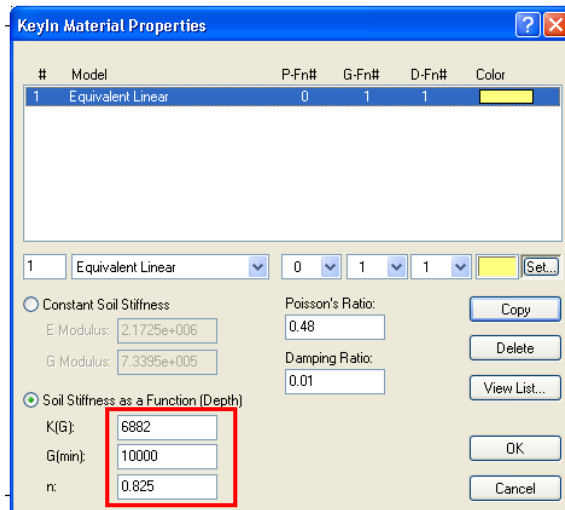 KeyIn Material Properties
# Model P-Fn# G-Fn# D-Fn# Color
1 Equivalent Linear 0 1 1
1 Equivalent Linear 0 1 1 Set...
Constant Soil Stiffness Poisson's Ratio: Copy
E Modulus: 2.1725e+006 0.48
G Modulus: 7.3395e+005 Damping Ratio: Delete
0.01 View List...
Soil Stiffness as a Function (Depth)
K(G): 6882
G(min): 10000 OK
n: 0.825 Cancel